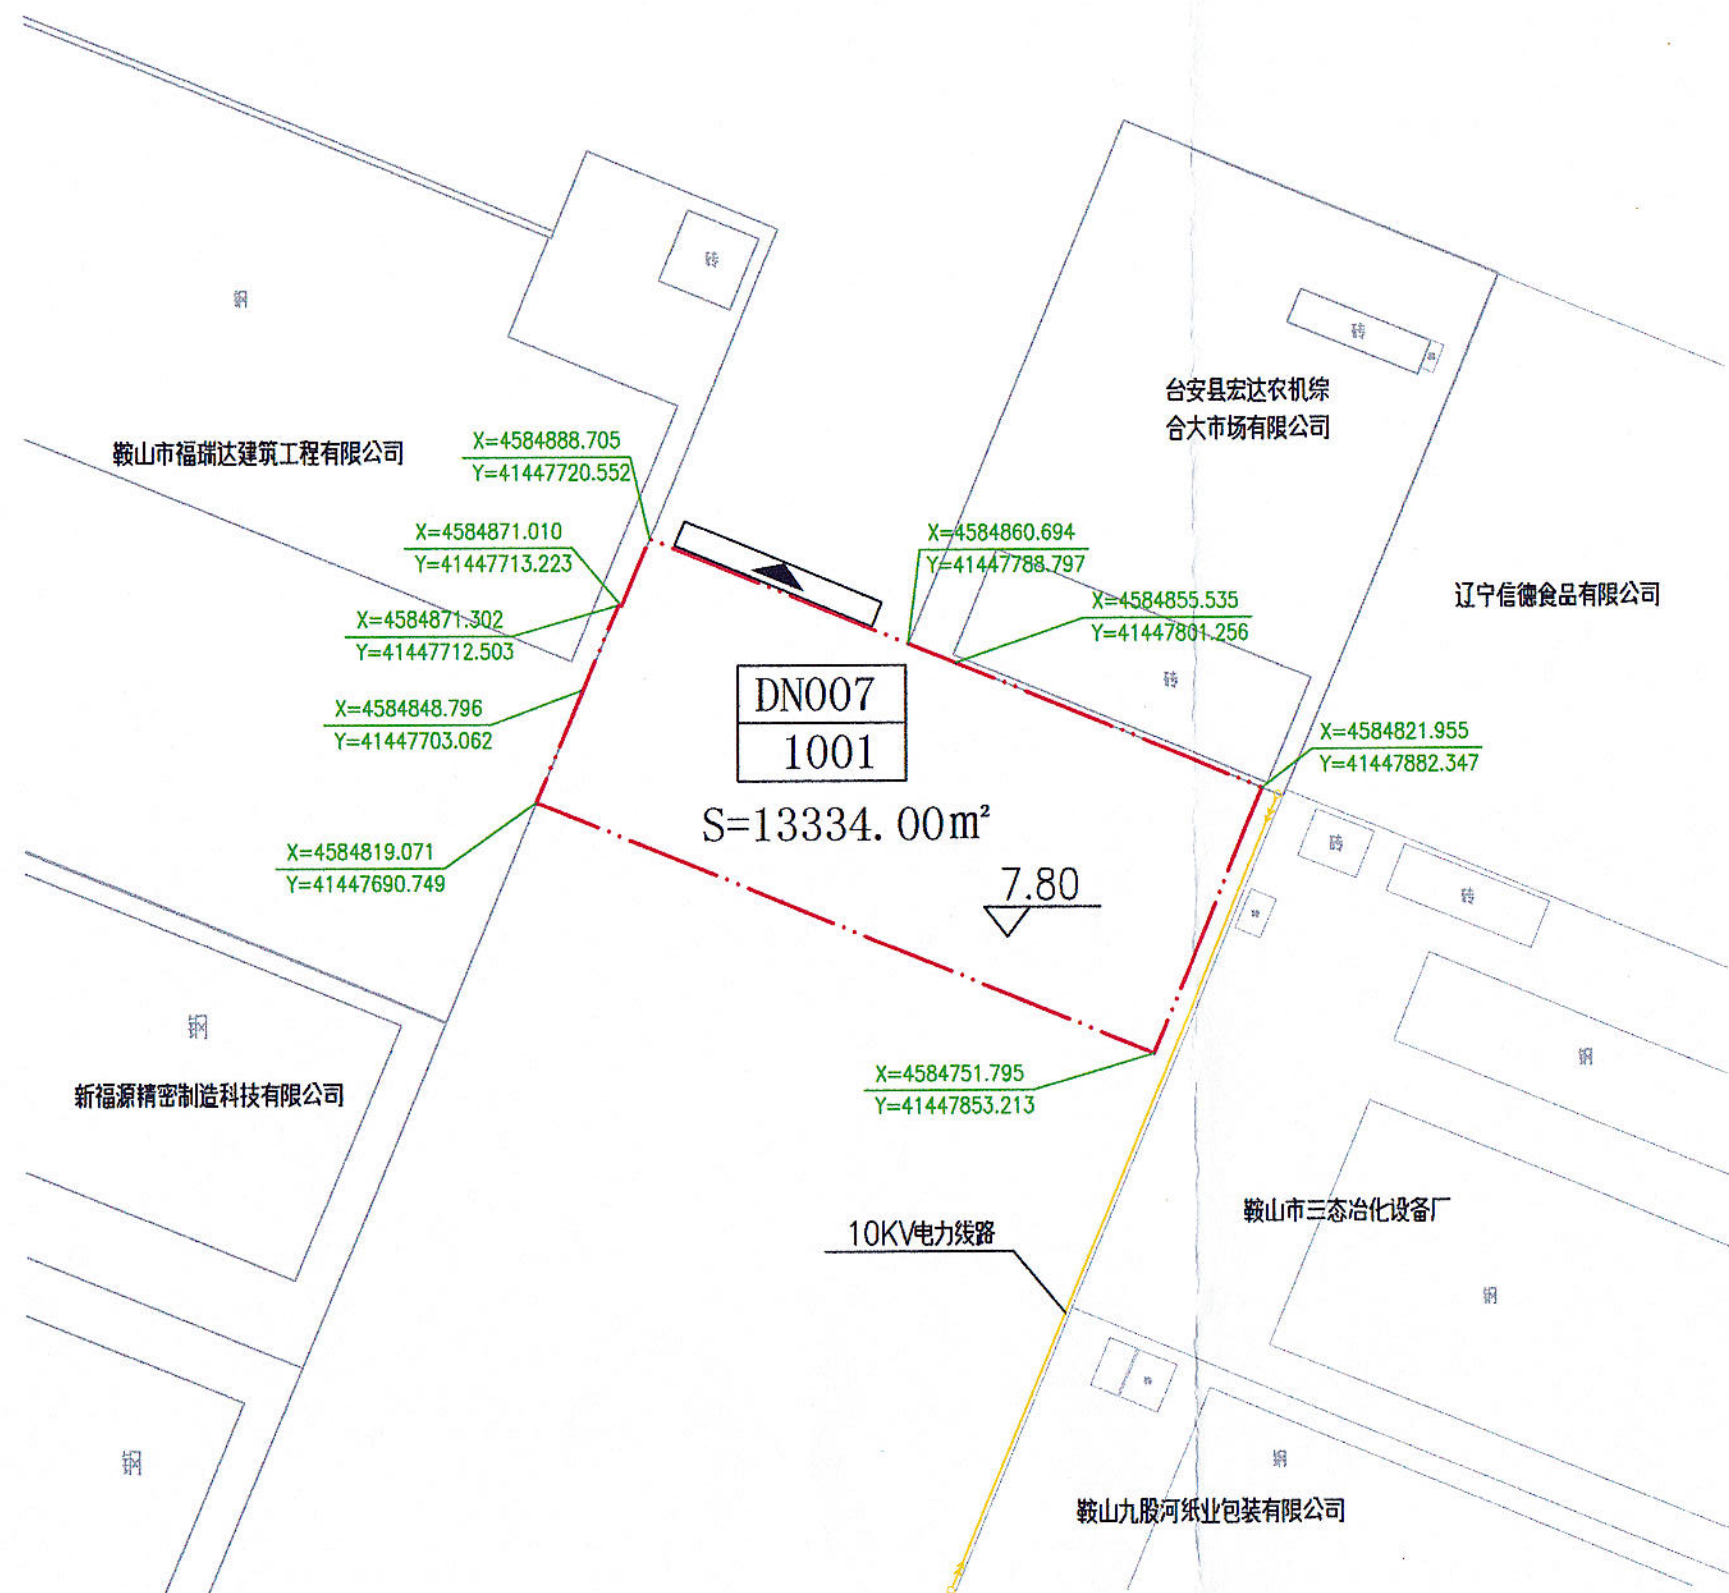 砖
钢
砖
砖
台安县宏达农机综
合大市场有限公司
鞍山市福瑞达建筑工程有限公司
X=4584888.705
Y=41447720.552
X=4584871.010
Y=41447713.223
X=4584860.694
Y=41447788.797
辽宁信德食品有限公司
X=4584855.535
Y=41447801.256
X=4584871.302
Y=41447712.503
砖
DN007
1001
X=4584848.796
Y=41447703.062
X=4584821.955
Y=41447882.347
S=13334.00m²
砖
X=4584819.071
Y=41447690.749
7.80
砖
砖
钢
钢
X=4584751.795
Y=41447853.213
新福源精密制造科技有限公司
鞍山市三态冶化设备厂
10KV电力线路
钢
砖
钢
钢
鞍山九股河纸业包装有限公司